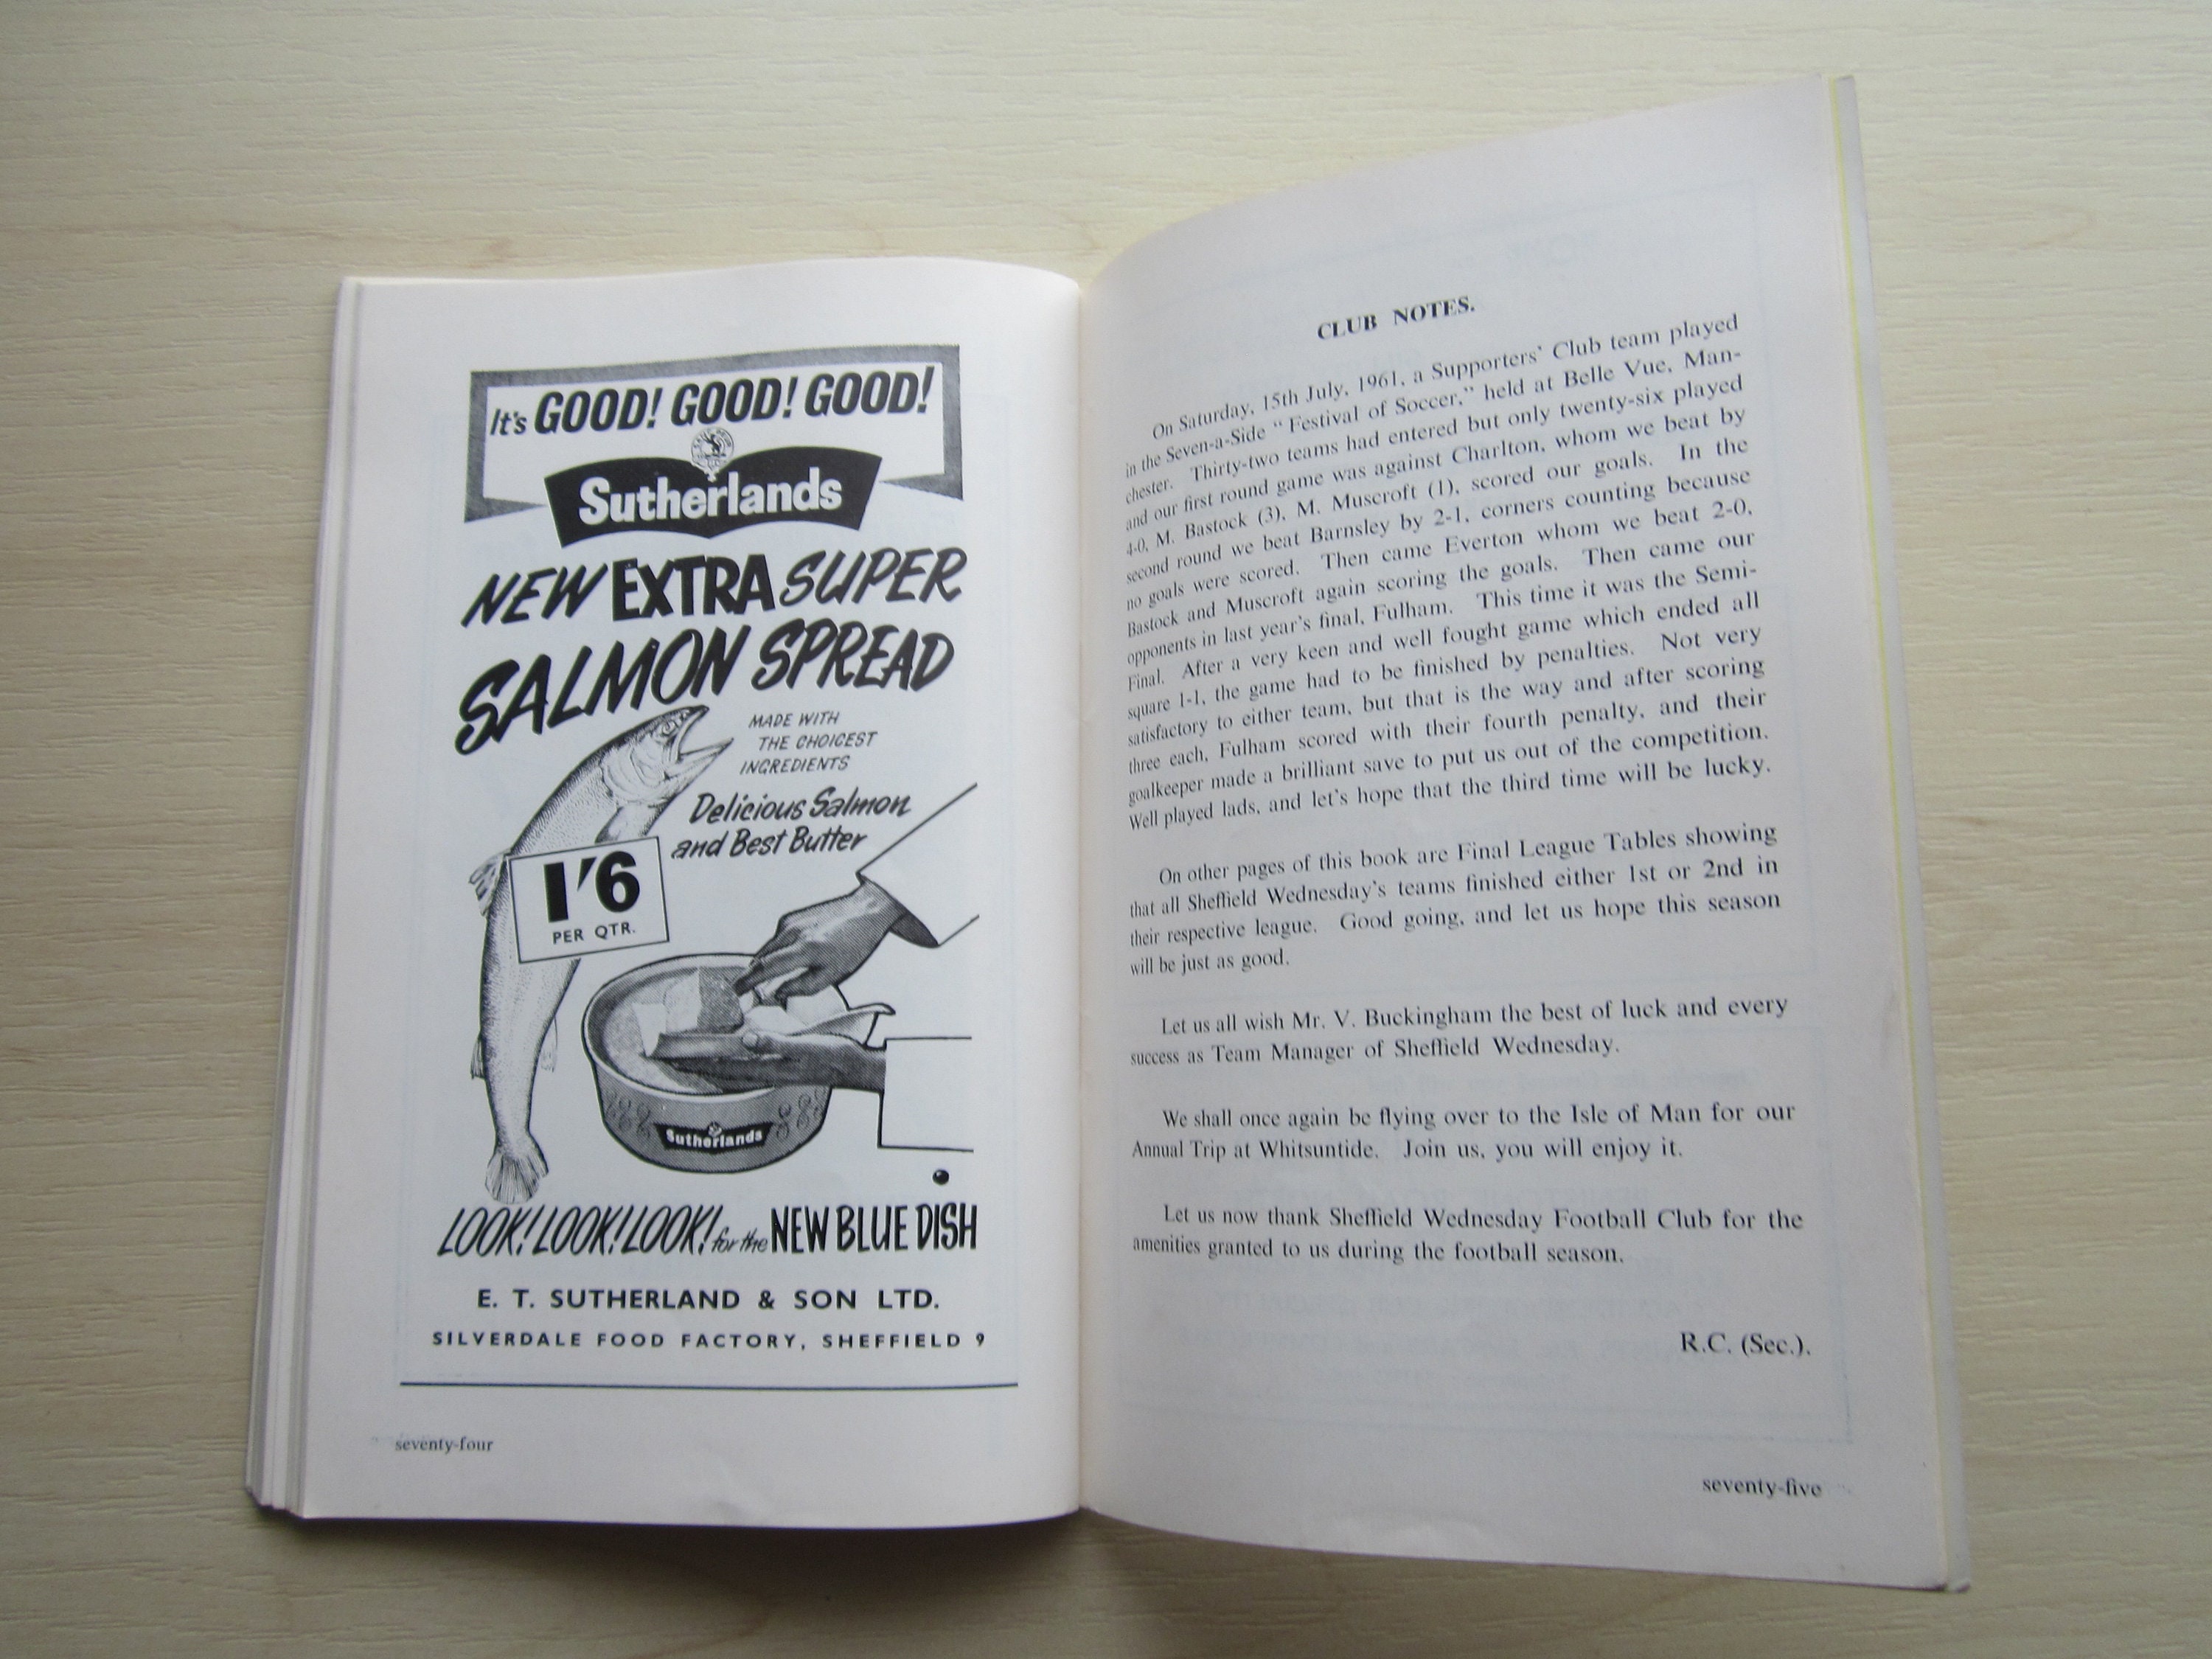 It's GOOD! GOOD! GOOD!
Sutherlands
NEW EXTRA SUPER
SALMON SPREAD
MADE WITH
THE CHOICEST
INGREDIENTS
Delicious Salmon
and Best Butter
1'6
PER QTR.
Sutherlands
LOOK! LOOK! LOOK! for the NEW BLUE DISH
E. T. SUTHERLAND & SON LTD.
SILVERDALE FOOD FACTORY, SHEFFIELD 9
seventy-four
CLUB NOTES.
On Saturday, 15th July, 1961, a Supporters' Club team played
in the Seven-a-Side "Festival of Soccer," held at Belle Vue, Man-
chester. Thirty-two teams had entered but only twenty-six played
and our first round game was against Charlton, whom we beat by
4-0, M. Bastock (3), M. Muscroft (1), scored our goals. In the
second round we beat Barnsley by 2-1, corners counting because
no goals were scored. Then came Everton whom we beat 2-0,
Bastock and Muscroft again scoring the goals. Then came our
opponents in last year's final, Fulham. This time it was the Semi-
Final. After a very keen and well fought game which ended all
square 1-1, the game had to be finished by penalties. Not very
satisfactory to either team, but that is the way and after scoring
three each, Fulham scored with their fourth penalty, and their
goalkeeper made a brilliant save to put us out of the competition.
Well played lads, and let's hope that the third time will be lucky.
On other pages of this book are Final League Tables showing
that all Sheffield Wednesday's teams finished either 1st or 2nd in
their respective league. Good going, and let us hope this season
will be just as good.
Let us all wish Mr. V. Buckingham the best of luck and every
success as Team Manager of Sheffield Wednesday.
We shall once again be flying over to the Isle of Man for our
Annual Trip at Whitsuntide. Join us, you will enjoy it.
Let us now thank Sheffield Wednesday Football Club for the
amenities granted to us during the football season.
R.C. (Sec.).
seventy-five